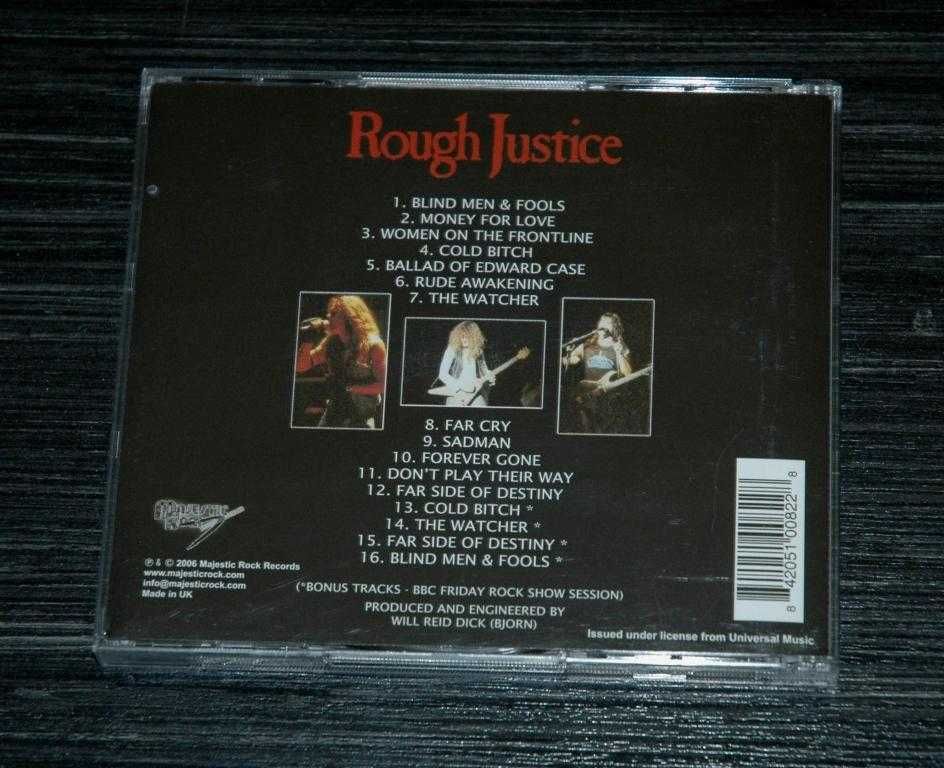 Rough Justice
1. BLIND MEN & FOOLS
2. MONEY FOR LOVE
3. WOMEN ON THE FRONTLINE
4. COLD BITCH
5. BALLAD OF EDWARD CASE
6. RUDE AWAKENING
7. THE WATCHER
8. FAR CRY
9. SADMAN
10. FOREVER GONE
11. DON'T PLAY THEIR WAY
12. FAR SIDE OF DESTINY
13. COLD BITCH *
14. THE WATCHER *
15. FAR SIDE OF DESTINY *
16. BLIND MEN & FOOLS *
(*BONUS TRACKS - BBC FRIDAY ROCK SHOW SESSION)
PRODUCED AND ENGINEERED BY
WILL REID DICK (BJORN)
MAJESTIC
ROCK
℗ & © 2006 Majestic Rock Records
www.majesticrock.com
info@majesticrock.com
Made in UK
8 42051 00822 8
Issued under license from Universal Music